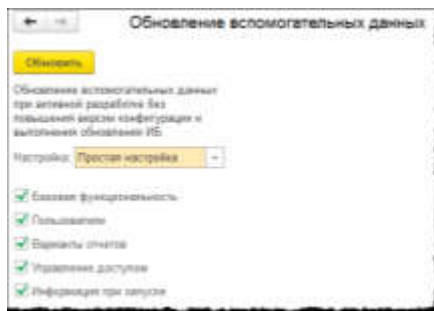 Обновление вспомогательных данных
Обновить
Обновление вспомогательных данных
при активной разработке без
повышения версии конфигурации и
выполнения обновления ИБ.
Настройка: Простая настройка
Базовая функциональность
Пользователи
Варианты отчетов
Управление доступом
Информация при запуске